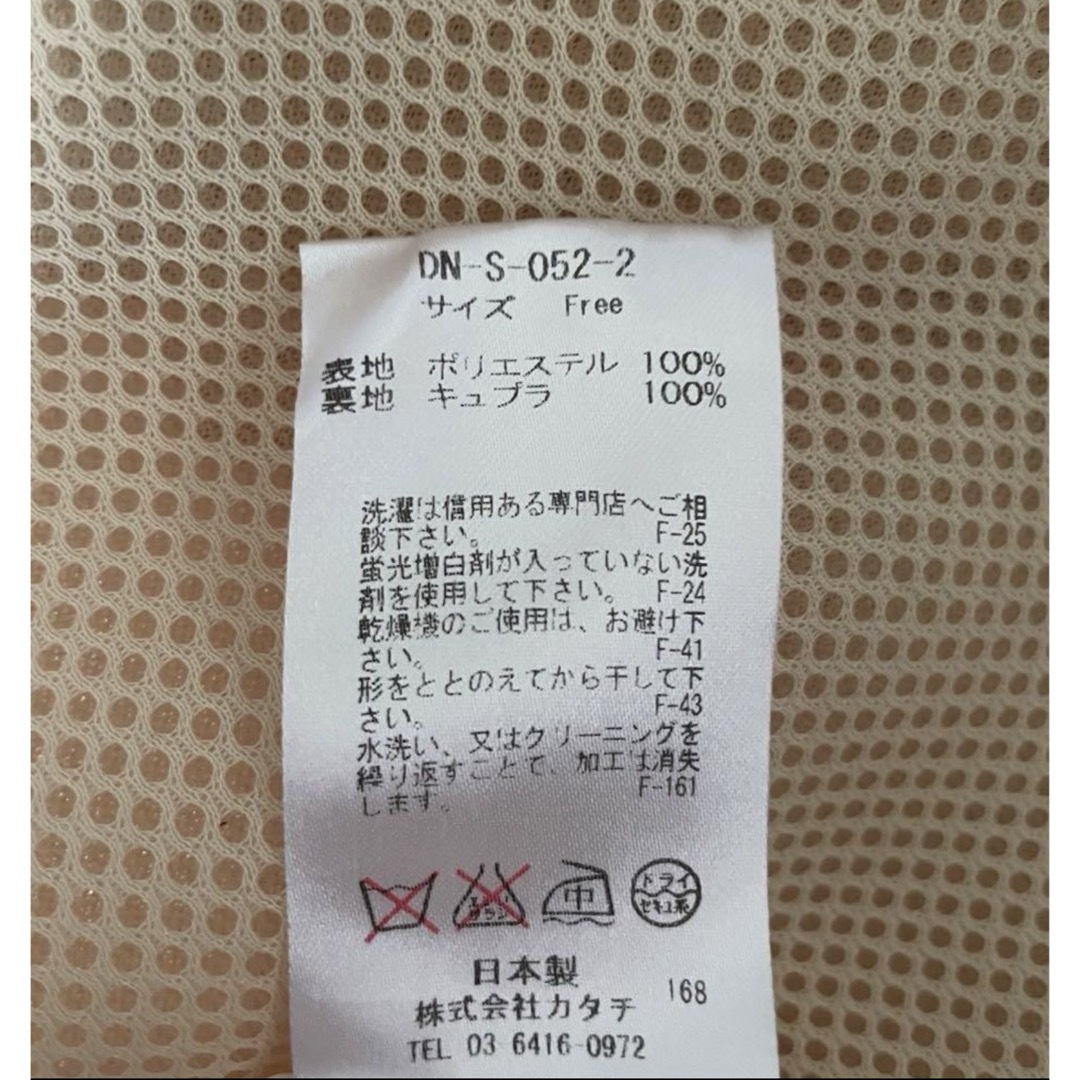 DN-S-052-2
サイズ Free
表地 ポリエステル 100%
裏地 キュプラ 100%
洗濯は信用ある専門店へご相
談下さい。 F-25
蛍光増白剤が入っていない洗
剤を使用して下さい。 F-24
乾燥機のご使用は、お避け下
さい。 F-41
形をととのえてから干して下
さい。 F-43
水洗い、又はクリーニングを
繰り返すことで、加工は消失
します。 F-161
エンソ
サラシ
中
ドライ
セキユ系
日本製
株式会社カタチ 168
TEL 03 6416-0972